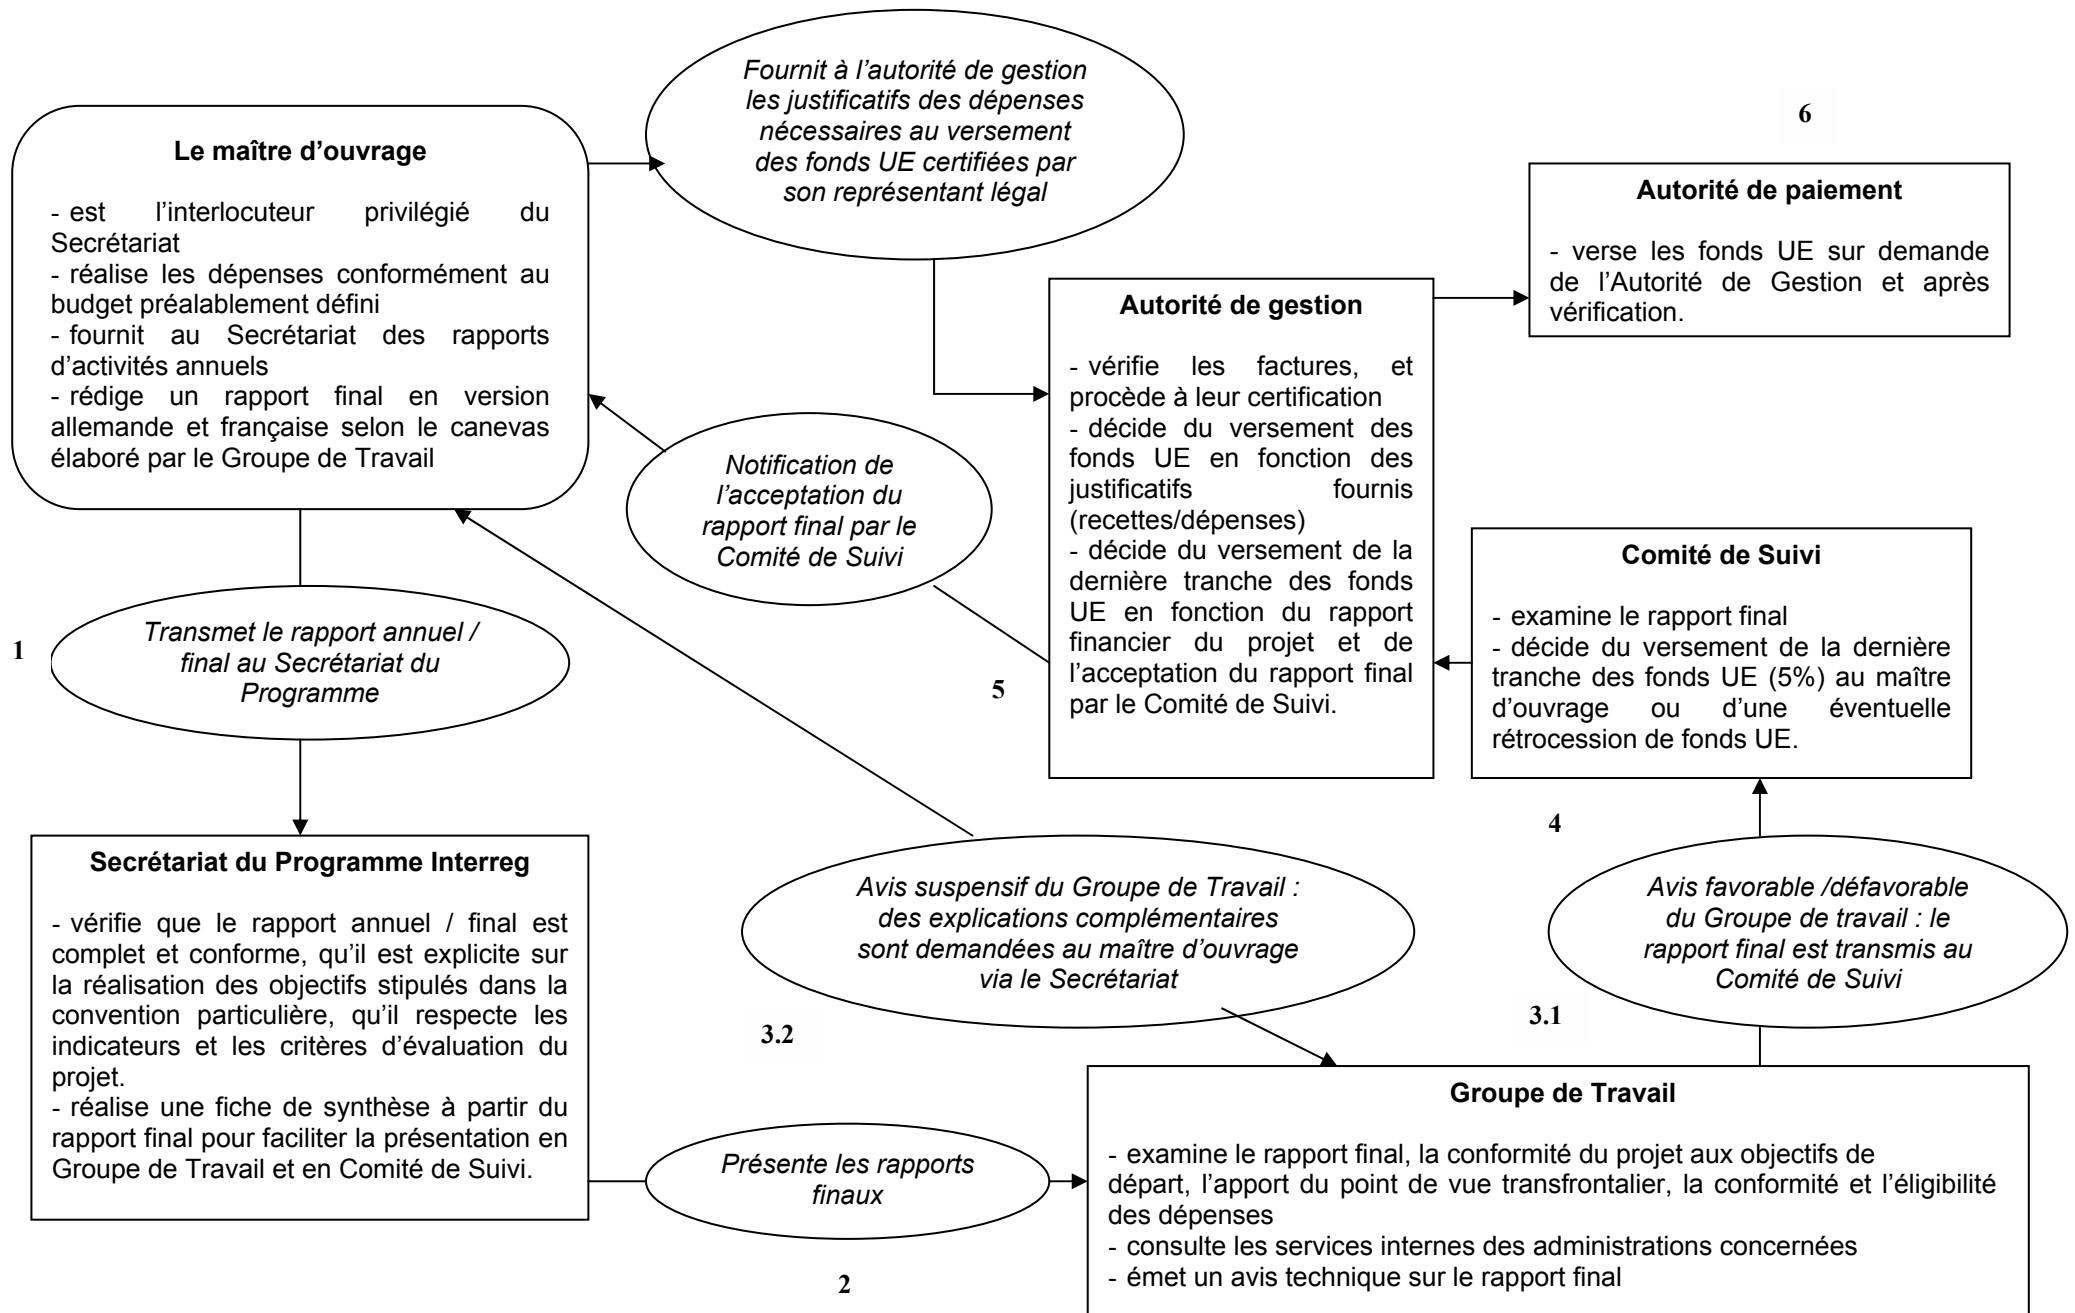 Le maître d’ouvrage
- est l’interlocuteur privilégié du
Secrétariat
- réalise les dépenses conformément au
budget préalablement défini
- fournit au Secrétariat des rapports
d’activités annuels
- rédige un rapport final en version
allemande et française selon le canevas
élaboré par le Groupe de Travail
Fournit à l’autorité de gestion
les justificatifs des dépenses
nécessaires au versement
des fonds UE certifiées par
son représentant légal
6
Autorité de paiement
- verse les fonds UE sur demande
de l’Autorité de Gestion et après
vérification.
Autorité de gestion
- vérifie les factures, et
procède à leur certification
- décide du versement des
fonds UE en fonction des
justificatifs fournis
(recettes/dépenses)
- décide du versement de la
dernière tranche des fonds
UE en fonction du rapport
financier du projet et de
l’acceptation du rapport final
par le Comité de Suivi.
Notification de
l’acceptation du
rapport final par le
Comité de Suivi
5
Comité de Suivi
- examine le rapport final
- décide du versement de la dernière
tranche des fonds UE (5%) au maître
d’ouvrage ou d’une éventuelle
rétrocession de fonds UE.
1
Transmet le rapport annuel /
final au Secrétariat du
Programme
4
Secrétariat du Programme Interreg
- vérifie que le rapport annuel / final est
complet et conforme, qu’il est explicite sur
la réalisation des objectifs stipulés dans la
convention particulière, qu’il respecte les
indicateurs et les critères d’évaluation du
projet.
- réalise une fiche de synthèse à partir du
rapport final pour faciliter la présentation en
Groupe de Travail et en Comité de Suivi.
Avis suspensif du Groupe de Travail :
des explications complémentaires
sont demandées au maître d’ouvrage
via le Secrétariat
3.2
Avis favorable /défavorable
du Groupe de travail : le
rapport final est transmis au
Comité de Suivi
3.1
Présente les rapports
finaux
2
Groupe de Travail
- examine le rapport final, la conformité du projet aux objectifs de
départ, l’apport du point de vue transfrontalier, la conformité et l’éligibilité
des dépenses
- consulte les services internes des administrations concernées
- émet un avis technique sur le rapport final